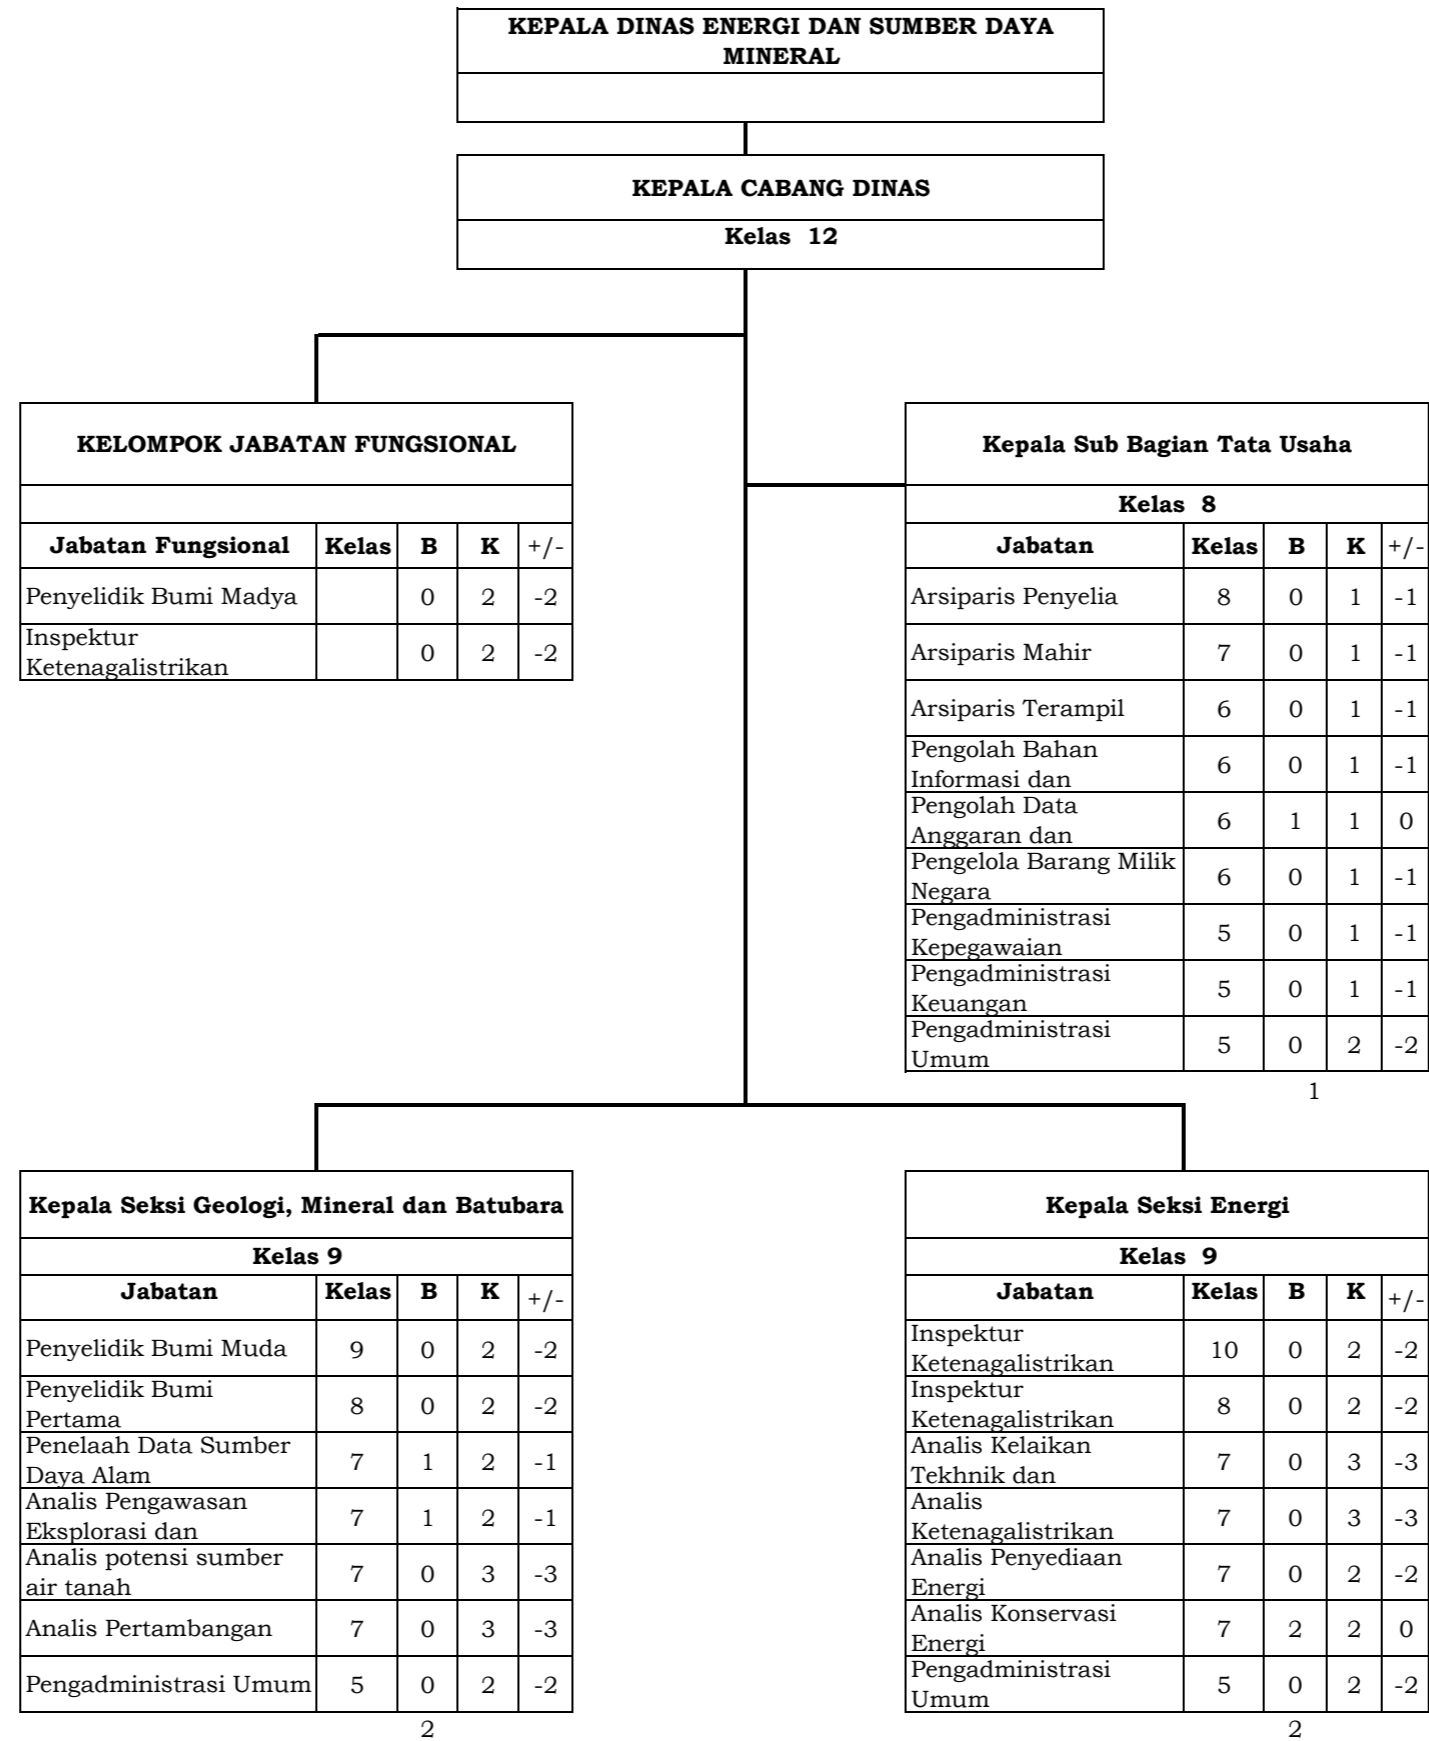 KEPALA DINAS ENERGI DAN SUMBER DAYA
MINERAL
KEPALA CABANG DINAS
Kelas 12
KELOMPOK JABATAN FUNGSIONAL
Jabatan Fungsional Kelas B K +/-
Penyelidik Bumi Madya 0 2 -2
Inspektur
Ketenagalistrikan 0 2 -2
Kepala Sub Bagian Tata Usaha
Kelas 8
Jabatan Kelas B K +/-
Arsiparis Penyelia 8 0 1 -1
Arsiparis Mahir 7 0 1 -1
Arsiparis Terampil 6 0 1 -1
Pengolah Bahan
Informasi dan 6 0 1 -1
Pengolah Data
Anggaran dan 6 1 1 0
Pengelola Barang Milik
Negara 6 0 1 -1
Pengadministrasi
Kepegawaian 5 0 1 -1
Pengadministrasi
Keuangan 5 0 1 -1
Pengadministrasi
Umum 5 0 2 -2
1
Kepala Seksi Geologi, Mineral dan Batubara
Kelas 9
Jabatan Kelas B K +/-
Penyelidik Bumi Muda 9 0 2 -2
Penyelidik Bumi
Pertama 8 0 2 -2
Penelaah Data Sumber
Daya Alam 7 1 2 -1
Analis Pengawasan
Eksplorasi dan 7 1 2 -1
Analis potensi sumber
air tanah 7 0 3 -3
Analis Pertambangan 7 0 3 -3
Pengadministrasi Umum 5 0 2 -2
2
Kepala Seksi Energi
Kelas 9
Jabatan Kelas B K +/-
Inspektur
Ketenagalistrikan 10 0 2 -2
Inspektur
Ketenagalistrikan 8 0 2 -2
Analis Kelaikan
Tekhnik dan 7 0 3 -3
Analis
Ketenagalistrikan 7 0 3 -3
Analis Penyediaan
Energi 7 0 2 -2
Analis Konservasi
Energi 7 2 2 0
Pengadministrasi
Umum 5 0 2 -2
2